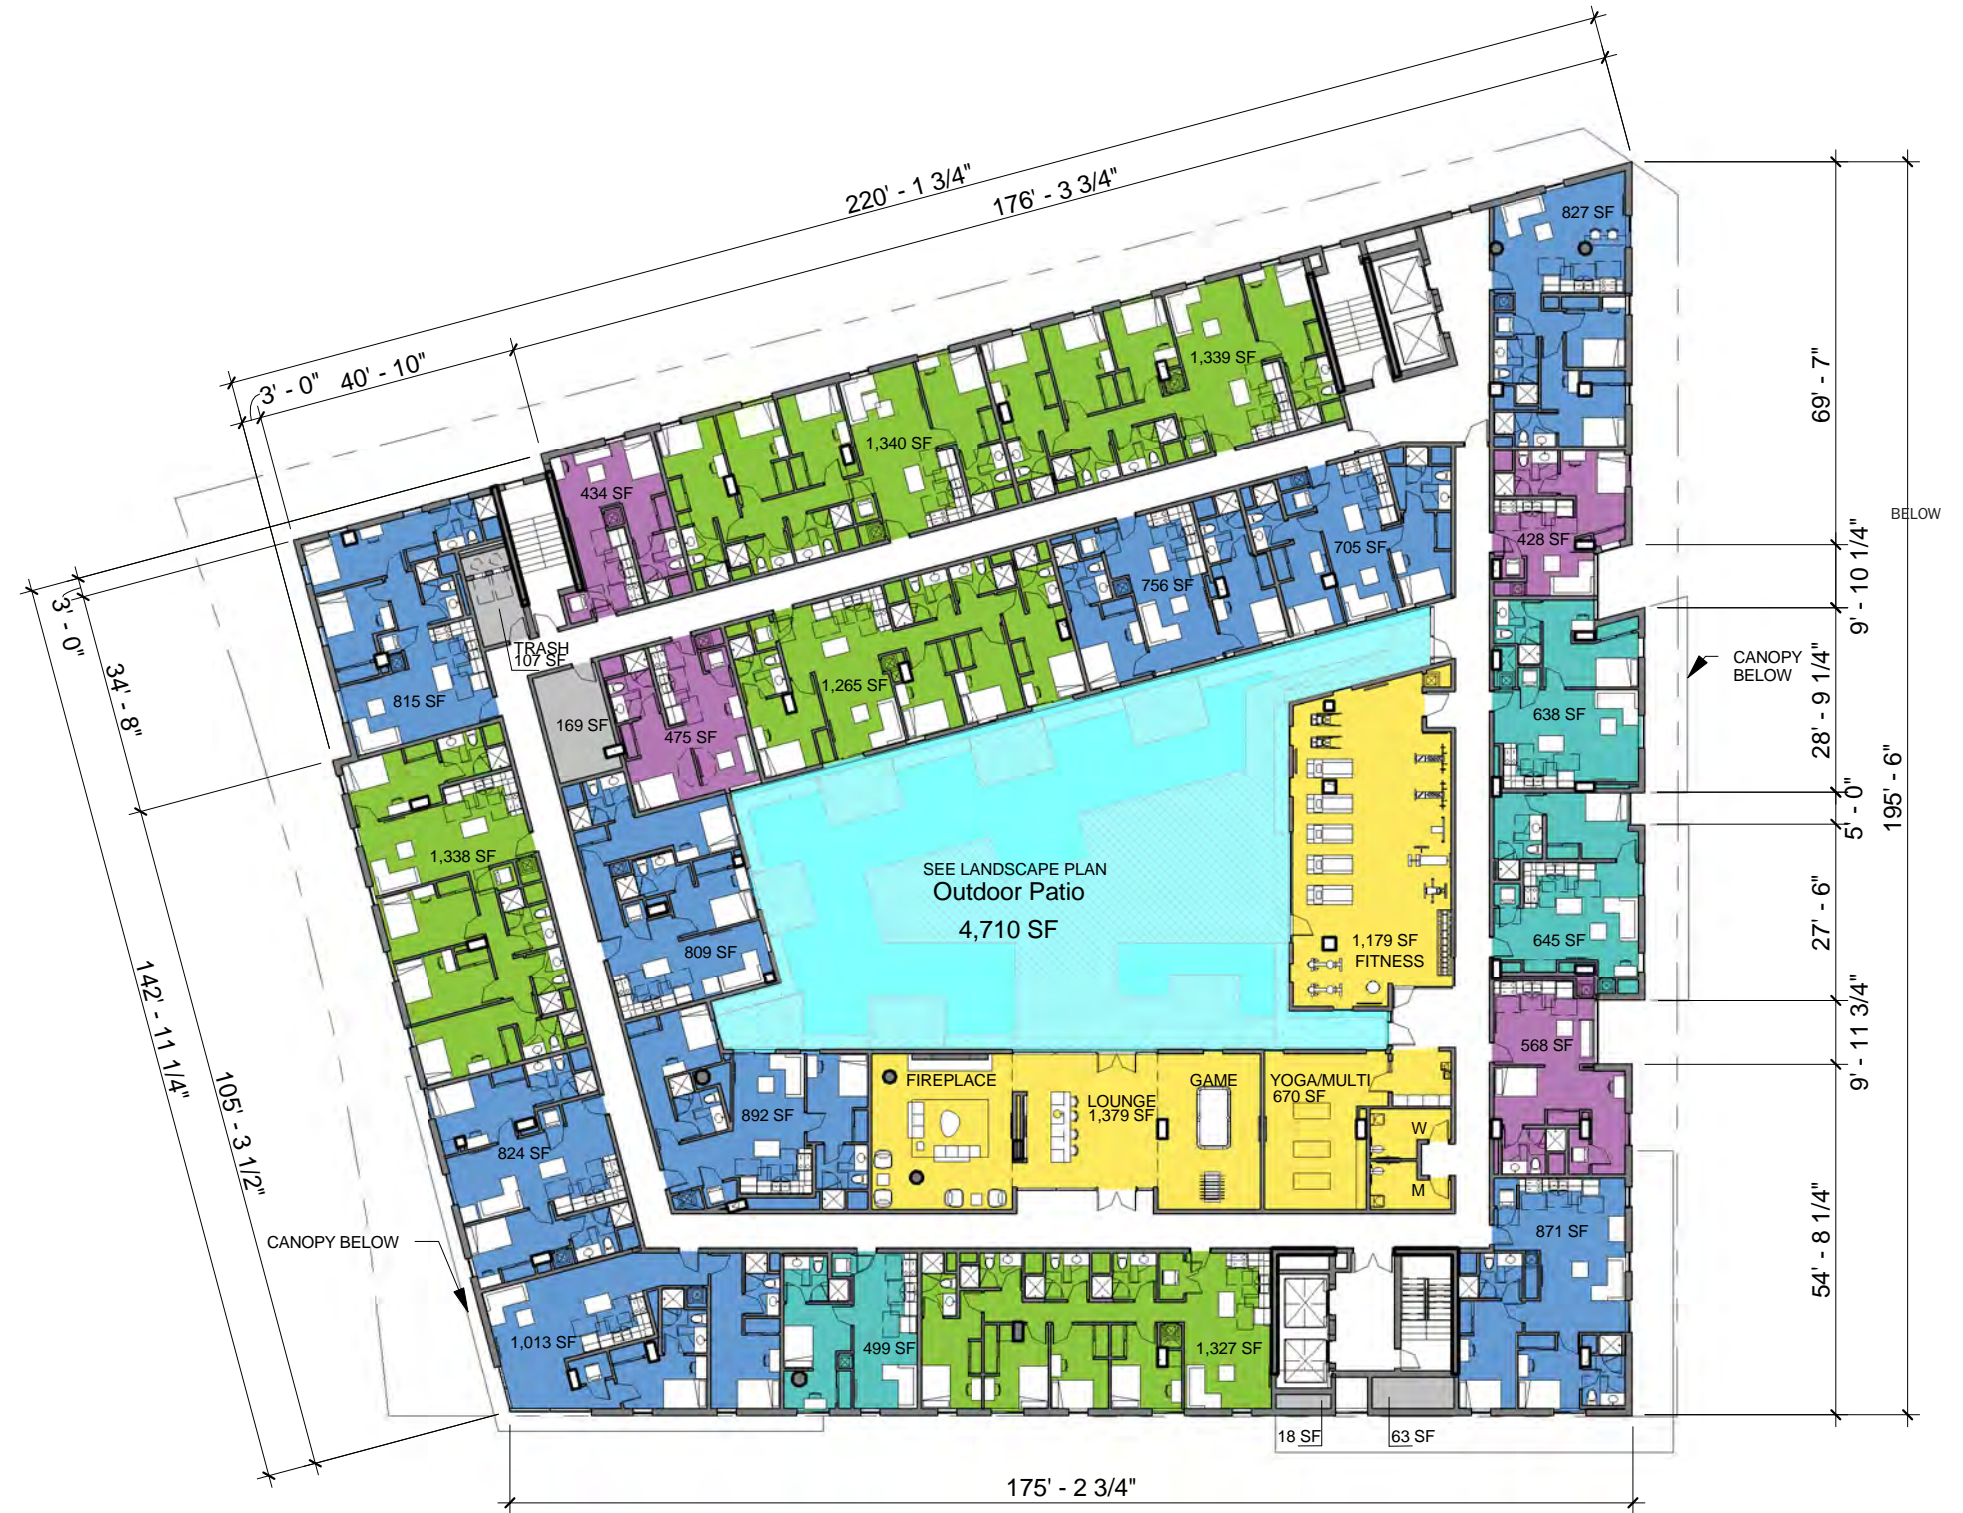 220' - 1 3/4"
176' - 3 3/4"
3' - 0"
40' - 10"
827 SF
1,339 SF
1,340 SF
434 SF
69' - 7"
BELOW
428 SF
705 SF
756 SF
9' - 10 1/4"
3' - 0"
34' - 8"
TRASH
107 SF
815 SF
169 SF
475 SF
1,265 SF
638 SF
CANOPY
BELOW
28' - 9 1/4"
195' - 6"
5' - 0"
1,338 SF
SEE LANDSCAPE PLAN
Outdoor Patio
4,710 SF
809 SF
1,179 SF
FITNESS
645 SF
27' - 6"
142' - 11 1/4"
105' - 3 1/2"
568 SF
9' - 11 3/4"
FIREPLACE
LOUNGE
1,379 SF
GAME
YOGA/MULTI
670 SF
892 SF
W
M
824 SF
CANOPY BELOW
871 SF
54' - 8 1/4"
1,013 SF
499 SF
1,327 SF
18 SF
63 SF
175' - 2 3/4"